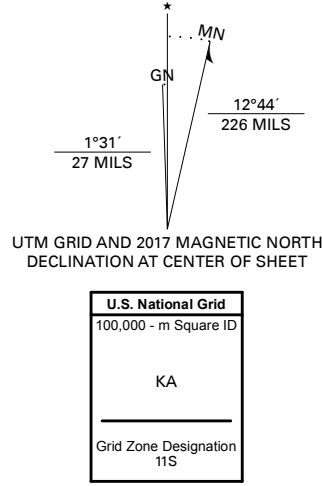 ★
MN
GN
12°44´
226 MILS
1°31´
27 MILS
UTM GRID AND 2017 MAGNETIC NORTH
DECLINATION AT CENTER OF SHEET
U.S. National Grid
100,000 - m Square ID
KA
Grid Zone Designation
11S